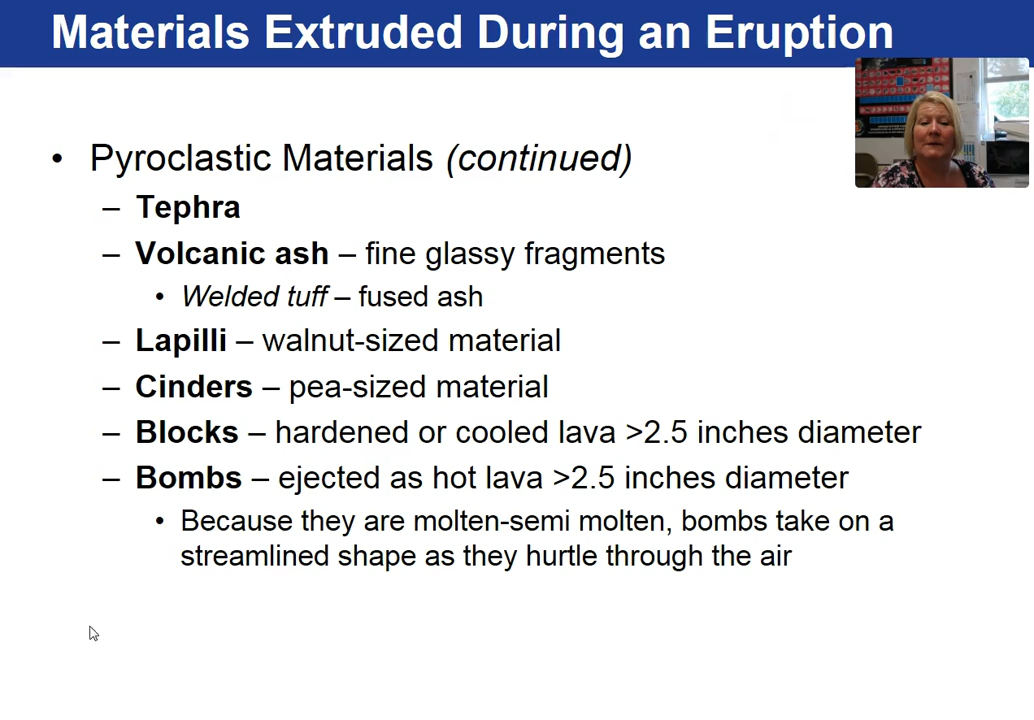 Materials Extruded During an Eruption
• Pyroclastic Materials (continued)
– Tephra
– Volcanic ash – fine glassy fragments
• Welded tuff – fused ash
– Lapilli – walnut-sized material
– Cinders – pea-sized material
– Blocks – hardened or cooled lava >2.5 inches diameter
– Bombs – ejected as hot lava >2.5 inches diameter
• Because they are molten-semi molten, bombs take on a
streamlined shape as they hurtle through the air